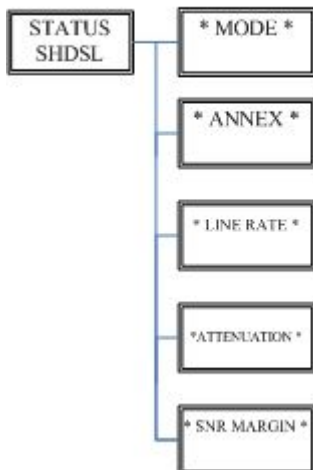 STATUS
SHDSL
* MODE *
* ANNEX *
* LINE RATE *
*ATTENUATION *
* SNR MARGIN *